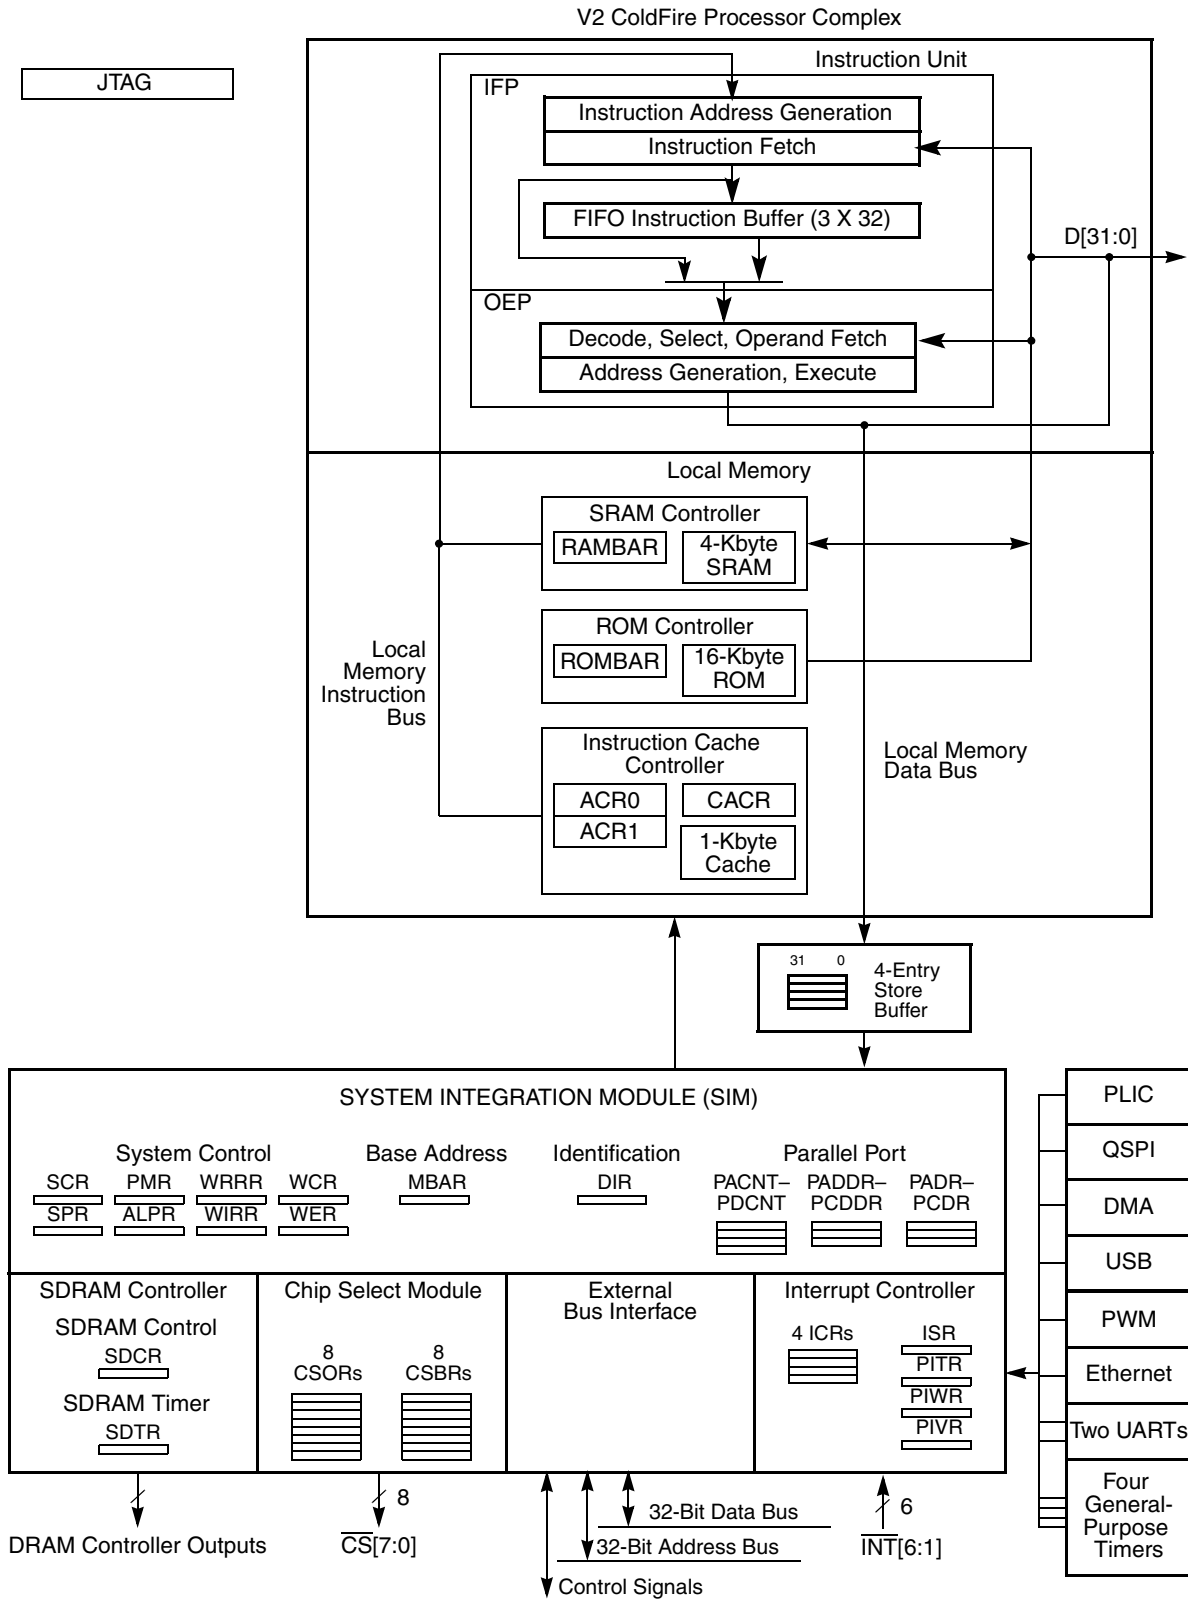 V2 ColdFire Processor Complex
JTAG
Instruction Unit
IFP
Instruction Address Generation
Instruction Fetch
FIFO Instruction Buffer (3 X 32)
D[31:0]
OEP
Decode, Select, Operand Fetch
Address Generation, Execute
Local Memory
SRAM Controller
RAMBAR
4-Kbyte
SRAM
ROM Controller
ROMBAR
16-Kbyte
ROM
Local
Memory
Instruction
Bus
Instruction Cache
Controller
ACR0
ACR1
CACR
1-Kbyte
Cache
Local Memory
Data Bus
31 0
4-Entry
Store
Buffer
SYSTEM INTEGRATION MODULE (SIM)
System Control
SCR PMR WRRR WCR
SPR ALPR WIRR WER
Base Address
MBAR
Identification
DIR
Parallel Port
PACNT–
PDCNT
PADDR–
PCDDR
PADR–
PCDR
SDRAM Controller
SDRAM Control
SDCR
SDRAM Timer
SDTR
Chip Select Module
8
CSORs
8
CSBRs
External
Bus Interface
Interrupt Controller
4 ICRs
ISR
PITR
PIWR
PIVR
PLIC
QSPI
DMA
USB
PWM
Ethernet
Two UARTs
Four
General-
Purpose
Timers
DRAM Controller Outputs
8
C̅S̅[7:0]
32-Bit Data Bus
32-Bit Address Bus
Control Signals
6
I̅N̅T̅[6:1]